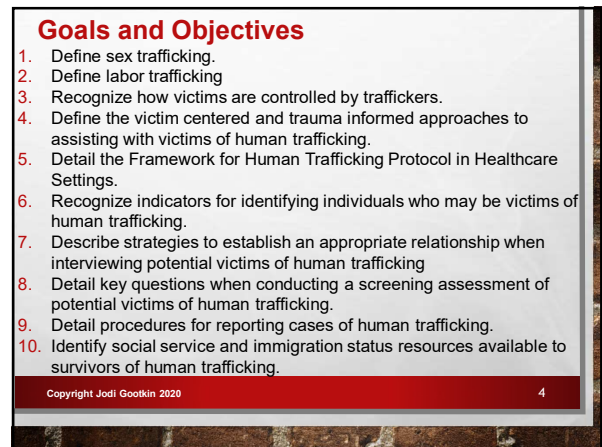 Goals and Objectives
1. Define sex trafficking.
2. Define labor trafficking
3. Recognize how victims are controlled by traffickers.
4. Define the victim centered and trauma informed approaches to
assisting with victims of human trafficking.
5. Detail the Framework for Human Trafficking Protocol in Healthcare
Settings.
6. Recognize indicators for identifying individuals who may be victims of
human trafficking.
7. Describe strategies to establish an appropriate relationship when
interviewing potential victims of human trafficking
8. Detail key questions when conducting a screening assessment of
potential victims of human trafficking.
9. Detail procedures for reporting cases of human trafficking.
10. Identify social service and immigration status resources available to
survivors of human trafficking.
Copyright Jodi Gootkin 2020 4